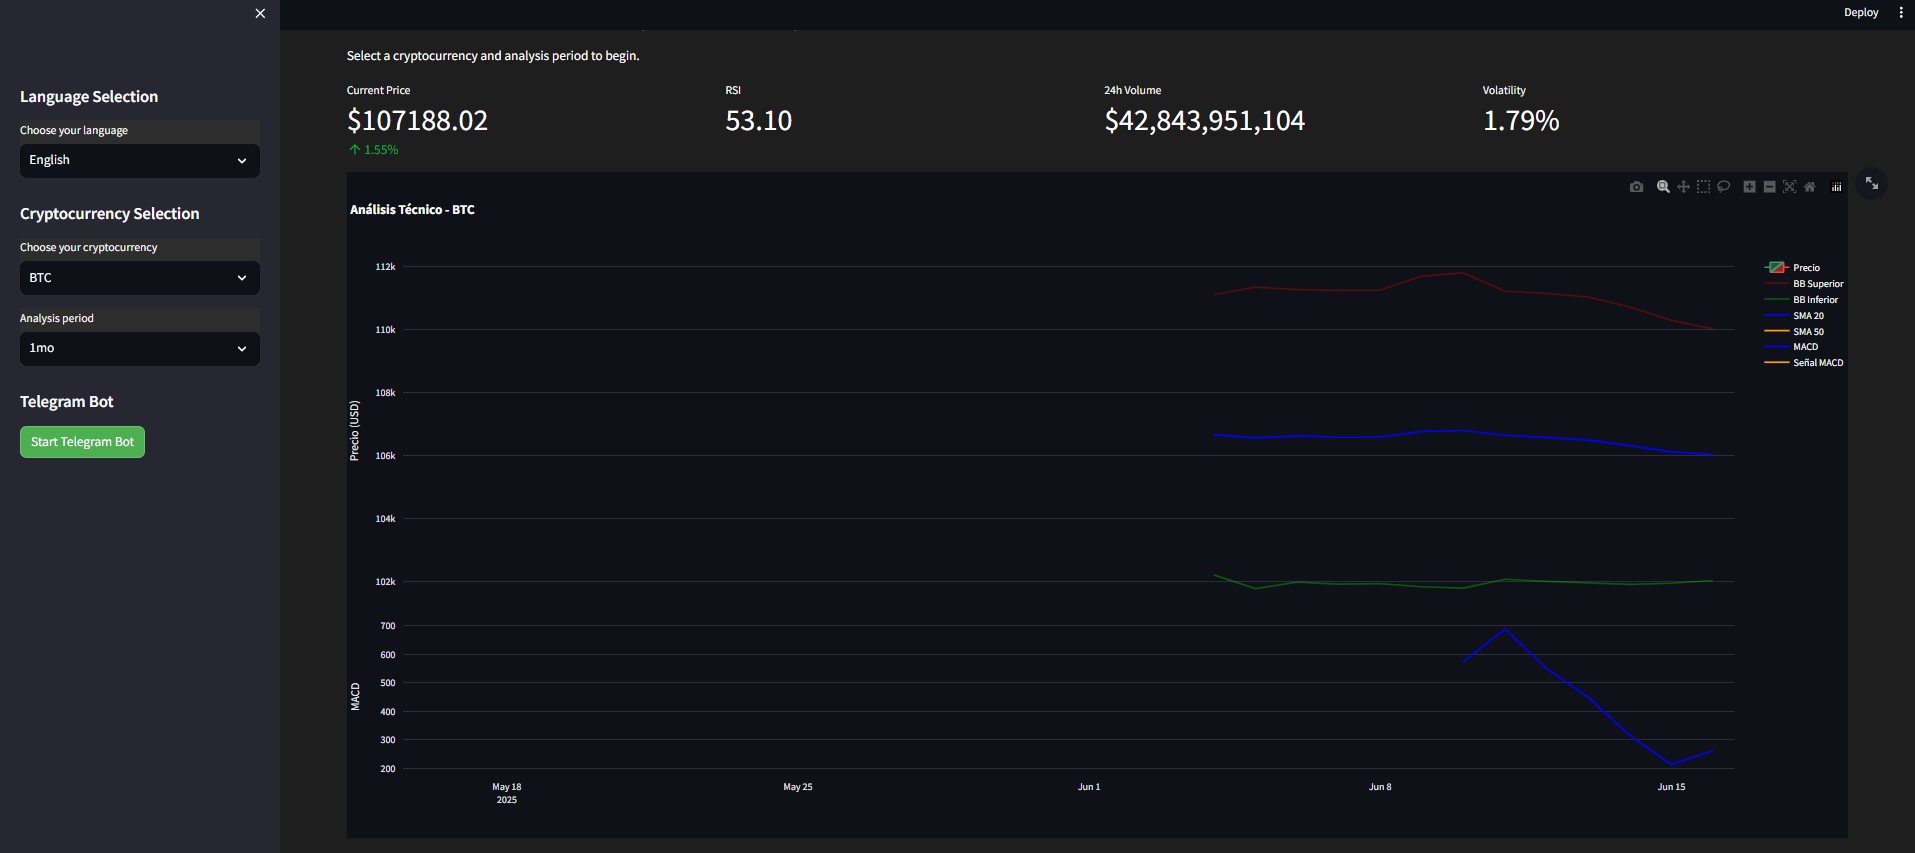 Deploy
Language Selection
Choose your language
English
Cryptocurrency Selection
Choose your cryptocurrency
BTC
Analysis period
1mo
Telegram Bot
Start Telegram Bot
Select a cryptocurrency and analysis period to begin.
Current Price
$107188.02
1.55%
RSI
53.10
24h Volume
$42,843,951,104
Volatility
1.79%
Análisis Técnico - BTC
Precio (USD)
112k
110k
108k
106k
104k
102k
MACD
700
600
500
400
300
200
May 18
2025
May 25
Jun 1
Jun 8
Jun 15
Precio
BB Superior
BB Inferior
SMA 20
SMA 50
MACD
Señal MACD